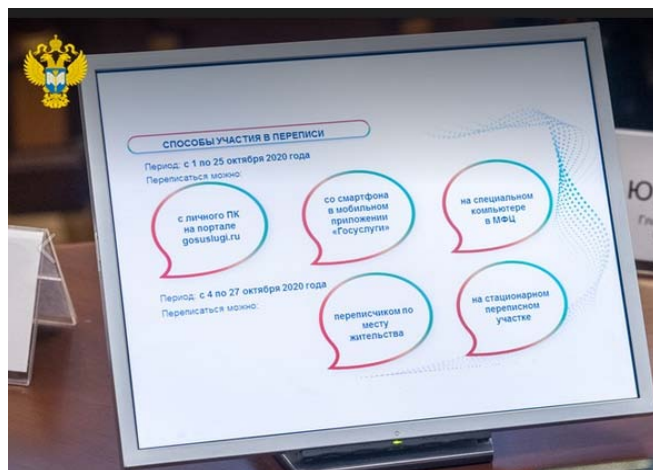 СПОСОБЫ УЧАСТИЯ В ПЕРЕПИСИ
Период: с 1 по 25 октября 2020 года
Переписаться можно:
с личного ПК
на портале
gosuslugi.ru
со смартфона
в мобильном
приложении
«Госуслуги»
на специальном
компьютере
в МФЦ
Период: с 4 по 27 октября 2020 года
Переписаться можно:
переписчиком по
месту
жительства
на стационарном
переписном
участке